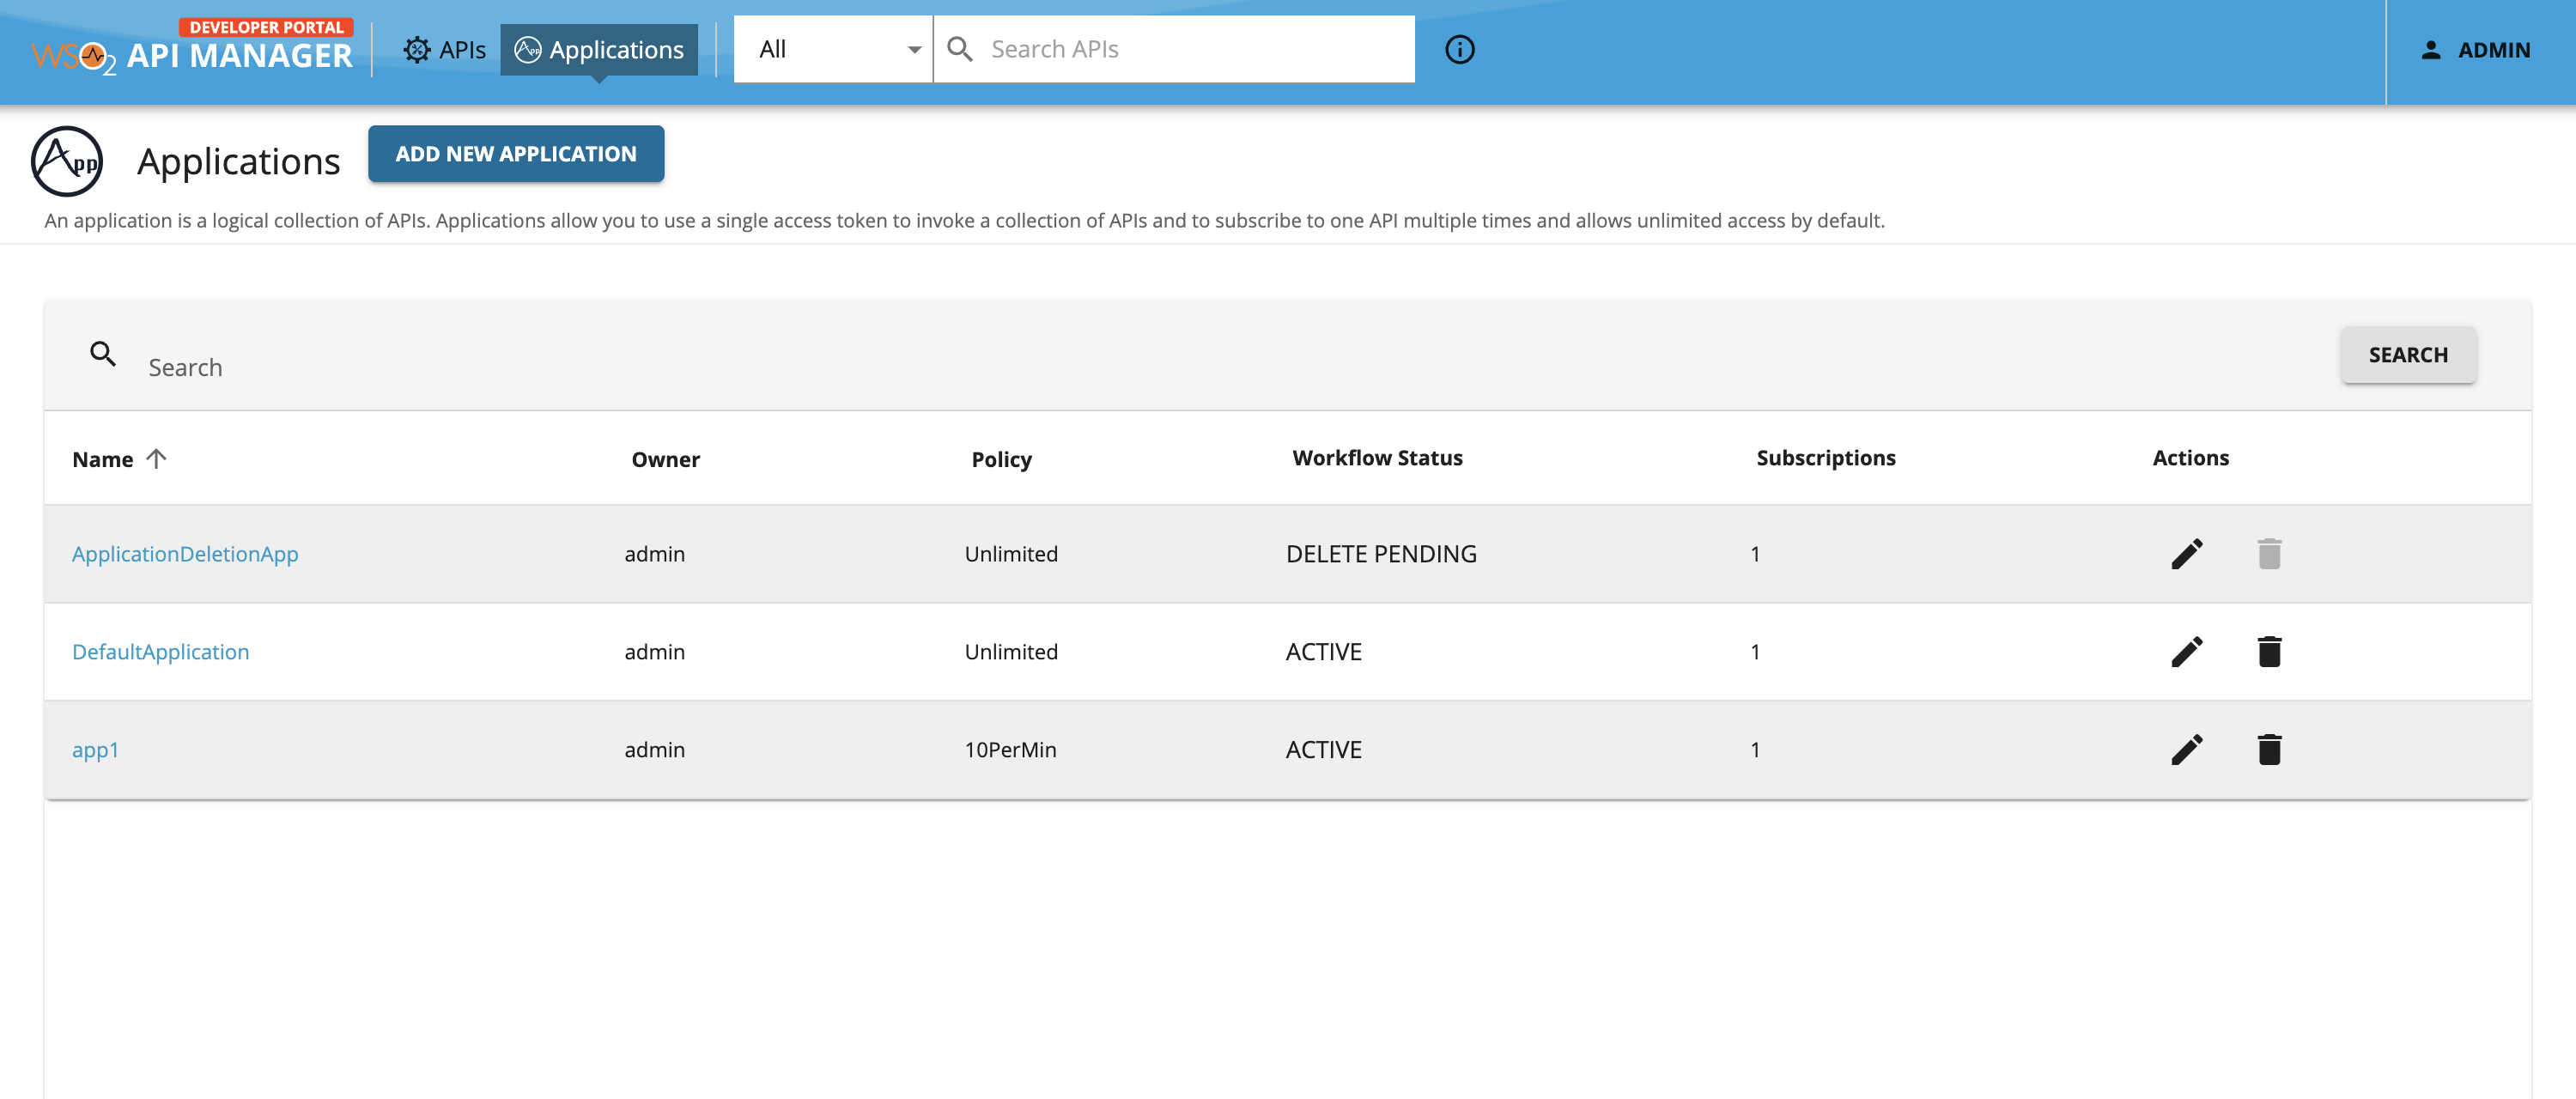 DEVELOPER PORTAL
WSO2 API MANAGER
APIs
App Applications
All
Search APIs
ADMIN
App
Applications
ADD NEW APPLICATION
An application is a logical collection of APIs. Applications allow you to use a single access token to invoke a collection of APIs and to subscribe to one API multiple times and allows unlimited access by default.
Search
SEARCH
Name Owner Policy Workflow Status Subscriptions Actions
ApplicationDeletionApp admin Unlimited DELETE PENDING 1
DefaultApplication admin Unlimited ACTIVE 1
app1 admin 10PerMin ACTIVE 1